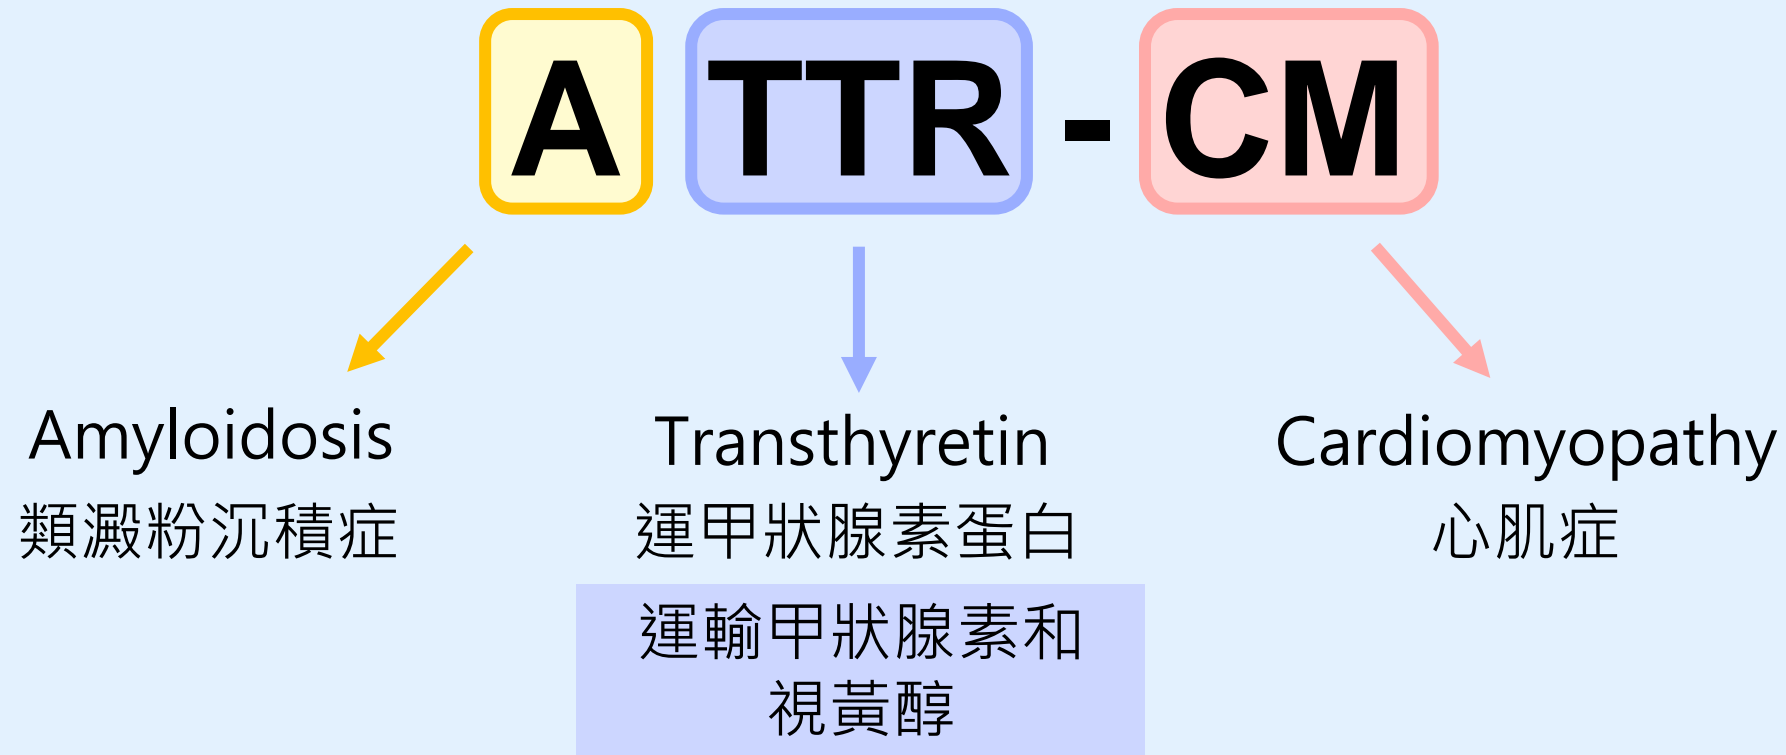 A TTR - CM
Amyloidosis
類澱粉沉積症
Transthyretin
運甲狀腺素蛋白
運輸甲狀腺素和
視黃醇
Cardiomyopathy
心肌症